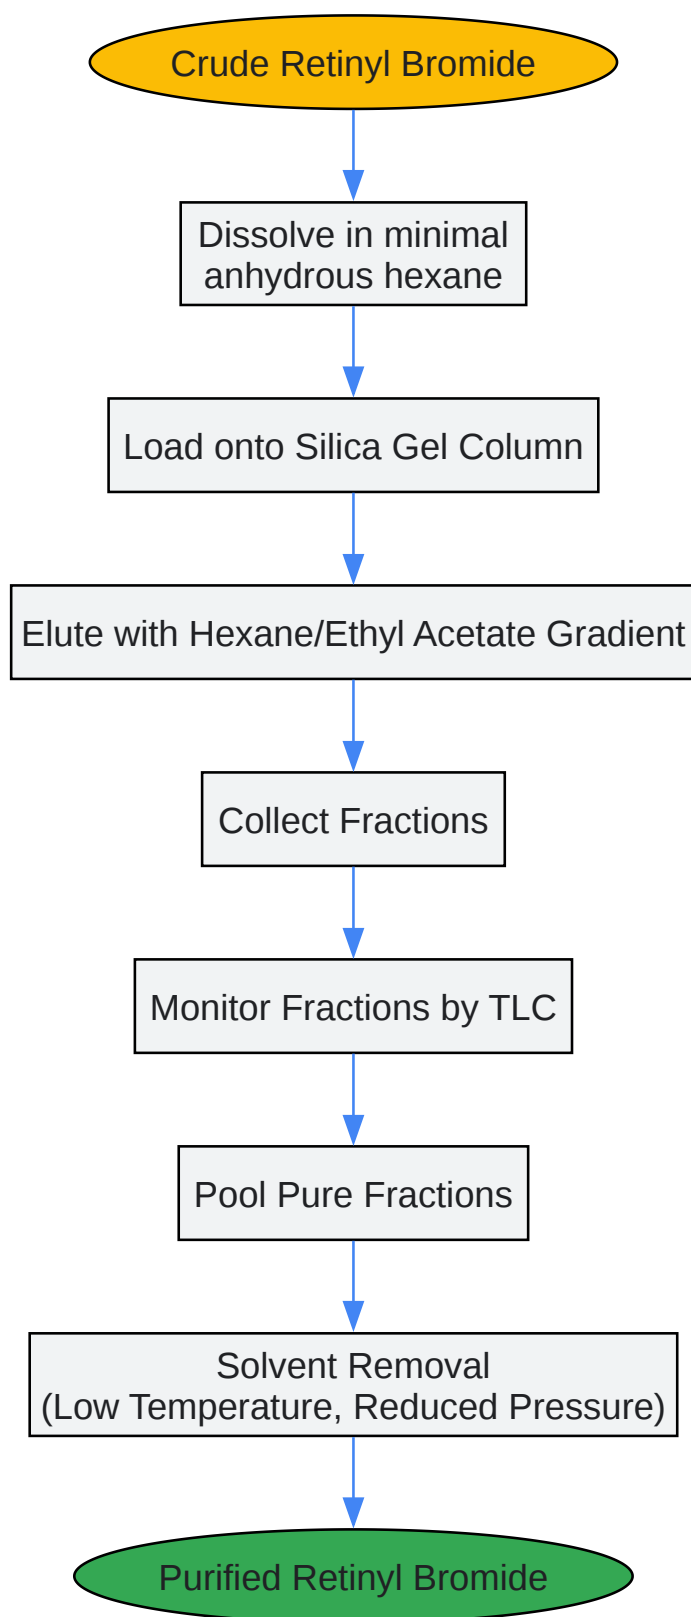 Crude Retinyl Bromide
Dissolve in minimal
anhydrous hexane
Load onto Silica Gel Column
Elute with Hexane/Ethyl Acetate Gradient
Collect Fractions
Monitor Fractions by TLC
Pool Pure Fractions
Solvent Removal
(Low Temperature, Reduced Pressure)
Purified Retinyl Bromide